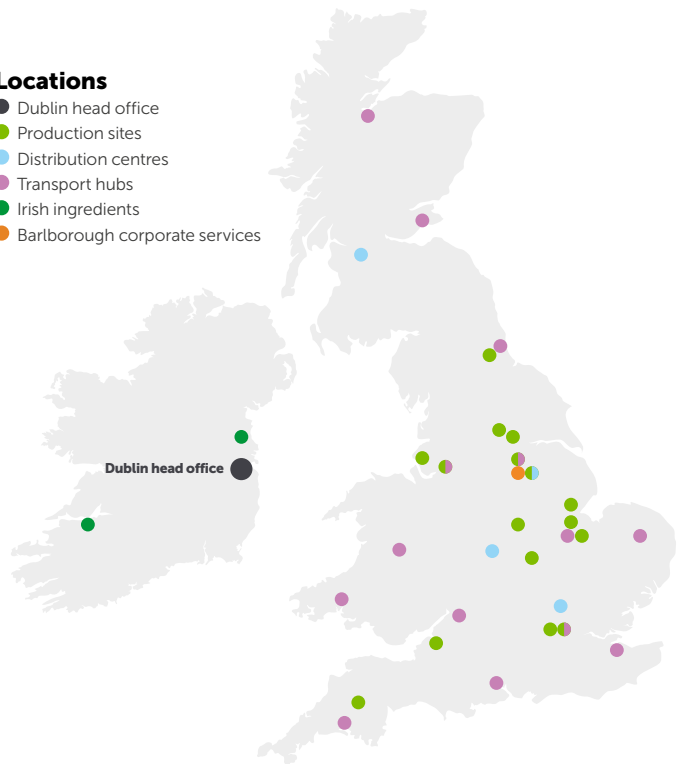 Locations
Dublin head office
Production sites
Distribution centres
Transport hubs
Irish ingredients
Barlborough corporate services
Dublin head office